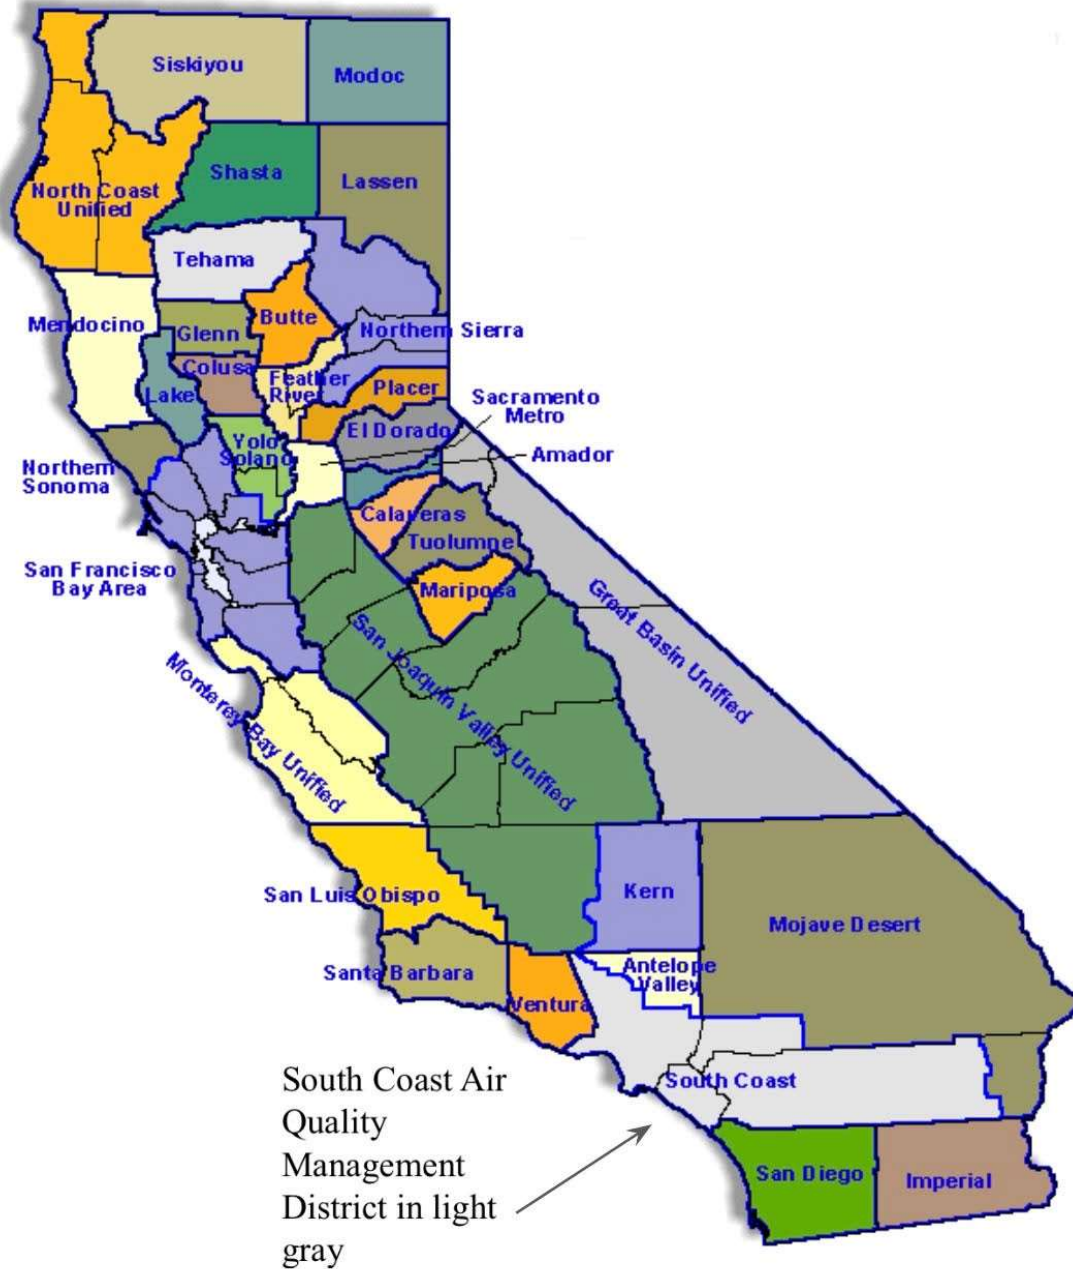 Siskiyou
Modoc
Shasta
Lassen
North Coast
Unified
Tehama
Mendocino
Glenn
Butte
Northern Sierra
Colusa
Lake
Feather
River
Placer
Sacramento
Metro
El Dorado
Yolo
Solano
Amador
Northern
Sonoma
Calaveras
Tuolumne
San Francisco
Bay Area
Mariposa
Great Basin Unified
San Joaquin Valley Unified
Monterey Bay Unified
San Luis Obispo
Kern
Mojave Desert
Santa Barbara
Antelope
Valley
Ventura
South Coast
South Coast Air
Quality
Management
District in light
gray
San Diego
Imperial